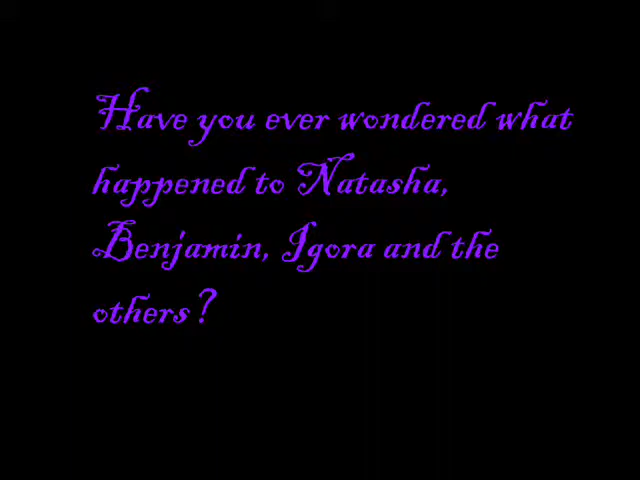 Have you ever wondered what
happened to Natasha,
Benjamin, Igora and the
others?